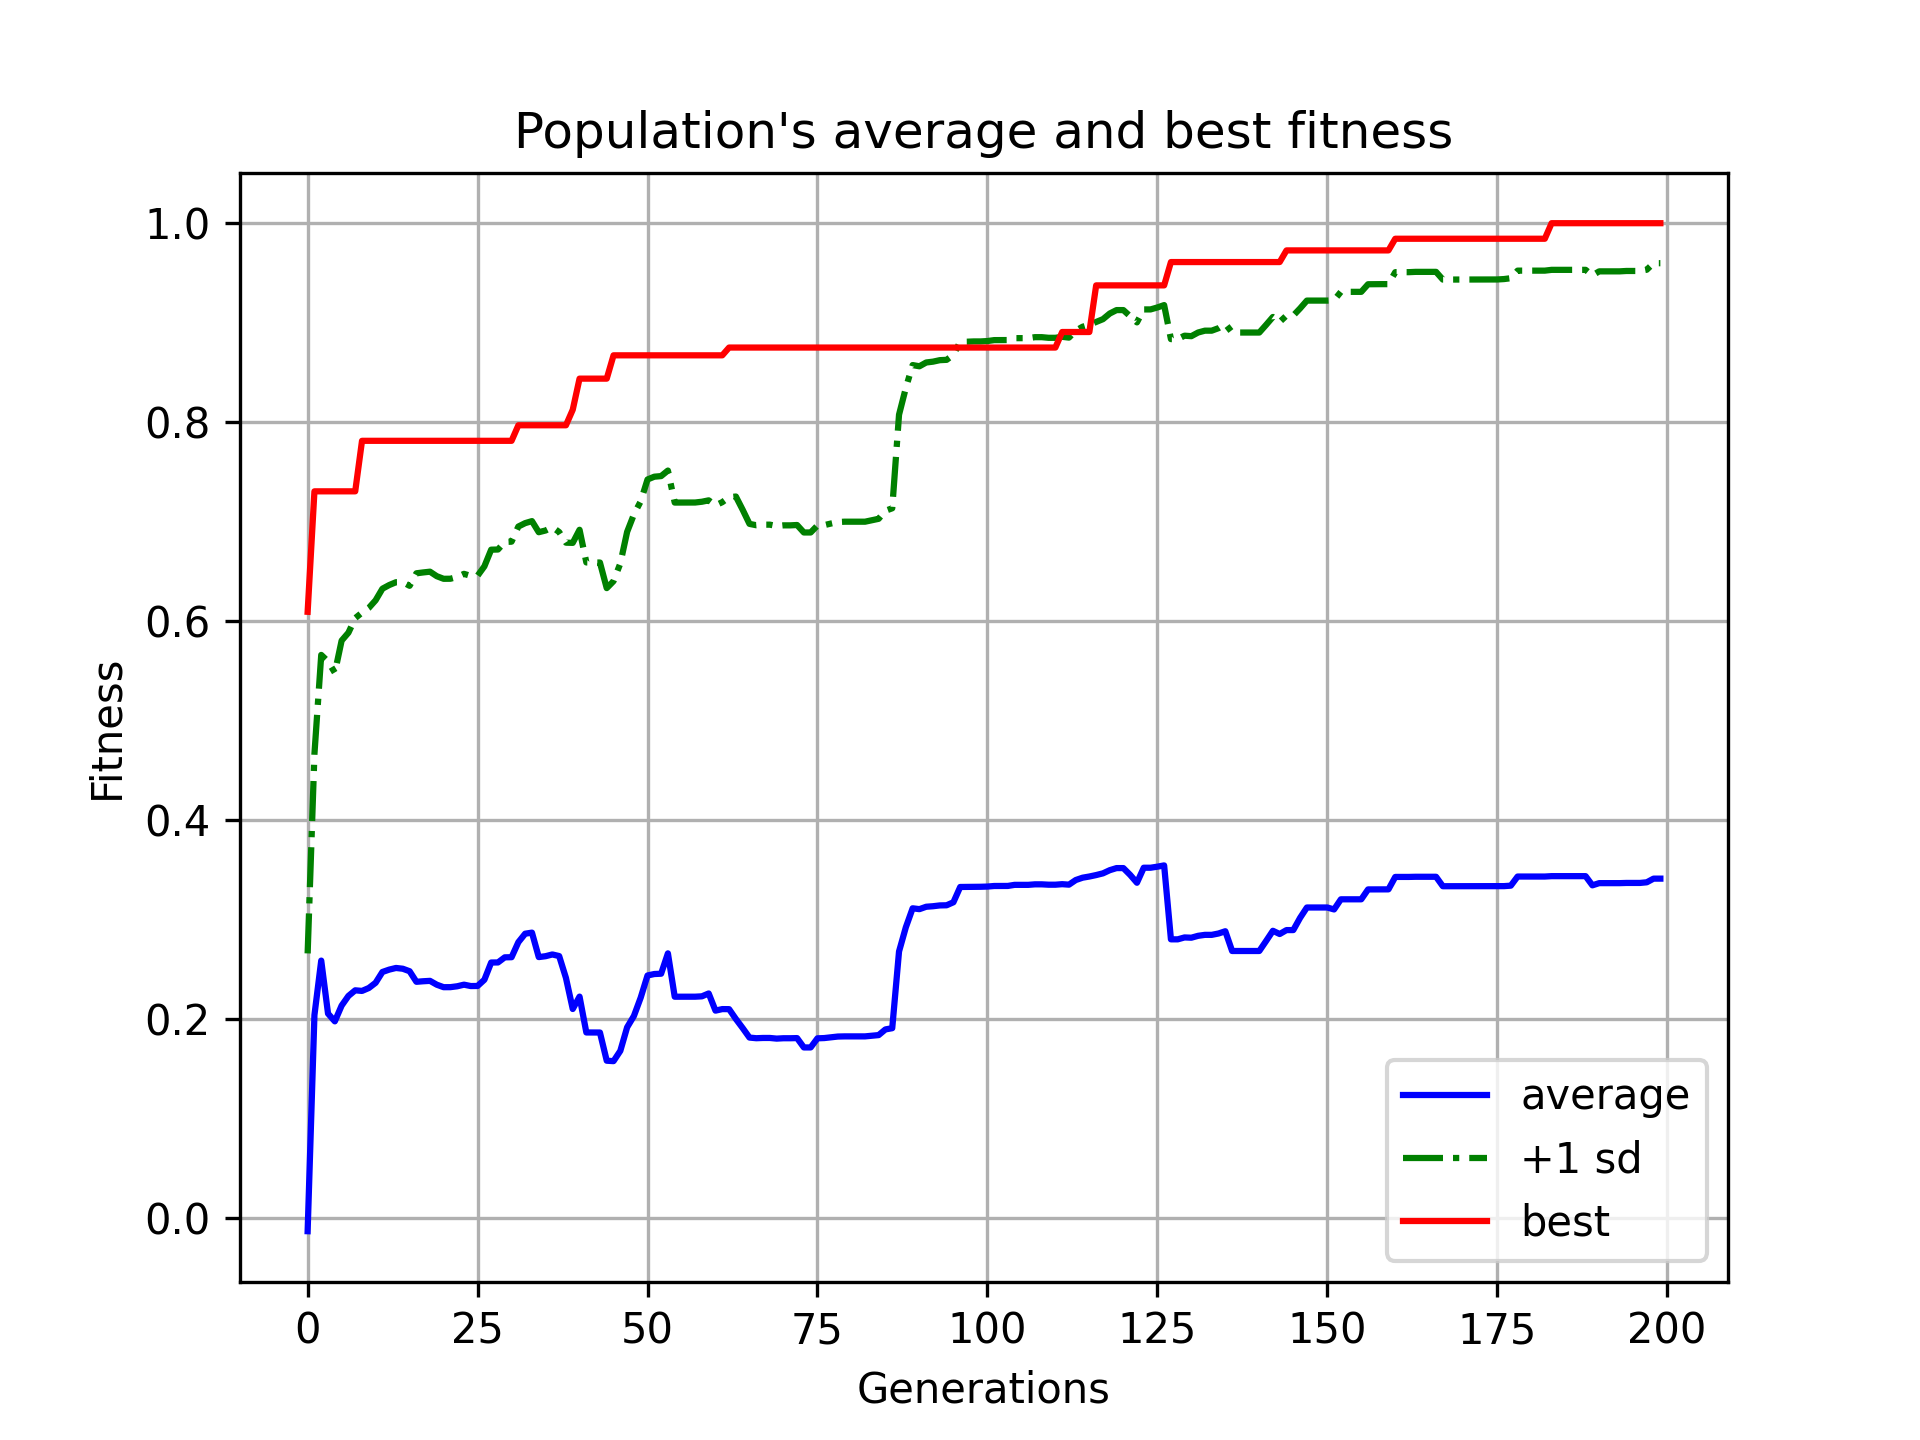 Population's average and best fitness
1.0
0.8
0.6
0.4
0.2
0.0
Fitness
0 25 50 75 100 125 150 175 200
Generations
average
+1 sd
best